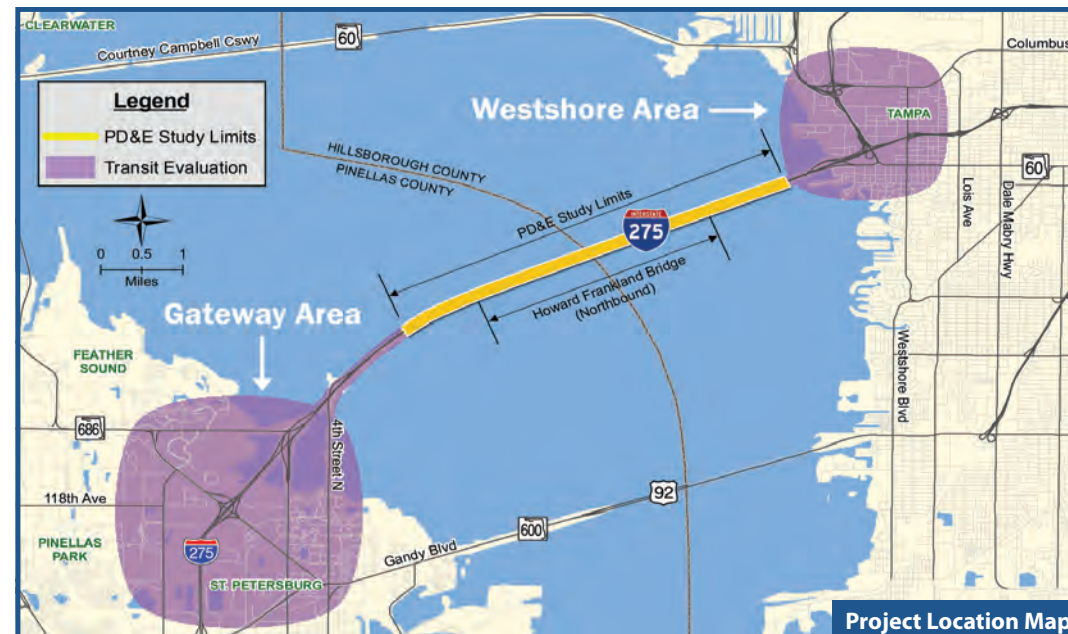 CLEARWATER
Courtney Campbell Cswy
60
Columbus
Legend
PD&E Study Limits
Transit Evaluation
Westshore Area
TAMPA
HILLSBOROUGH COUNTY
PINELLAS COUNTY
60
0 0.5 1
Miles
PD&E Study Limits
INTERSTATE
275
Lois Ave
Dale Mabry Hwy
Howard Frankland Bridge
(Northbound)
Gateway Area
FEATHER
SOUND
Westshore Blvd
686
4th Street N
118th Ave
92
600
PINELLAS
PARK
275
Gandy Blvd
ST. PETERSBURG
Project Location Map